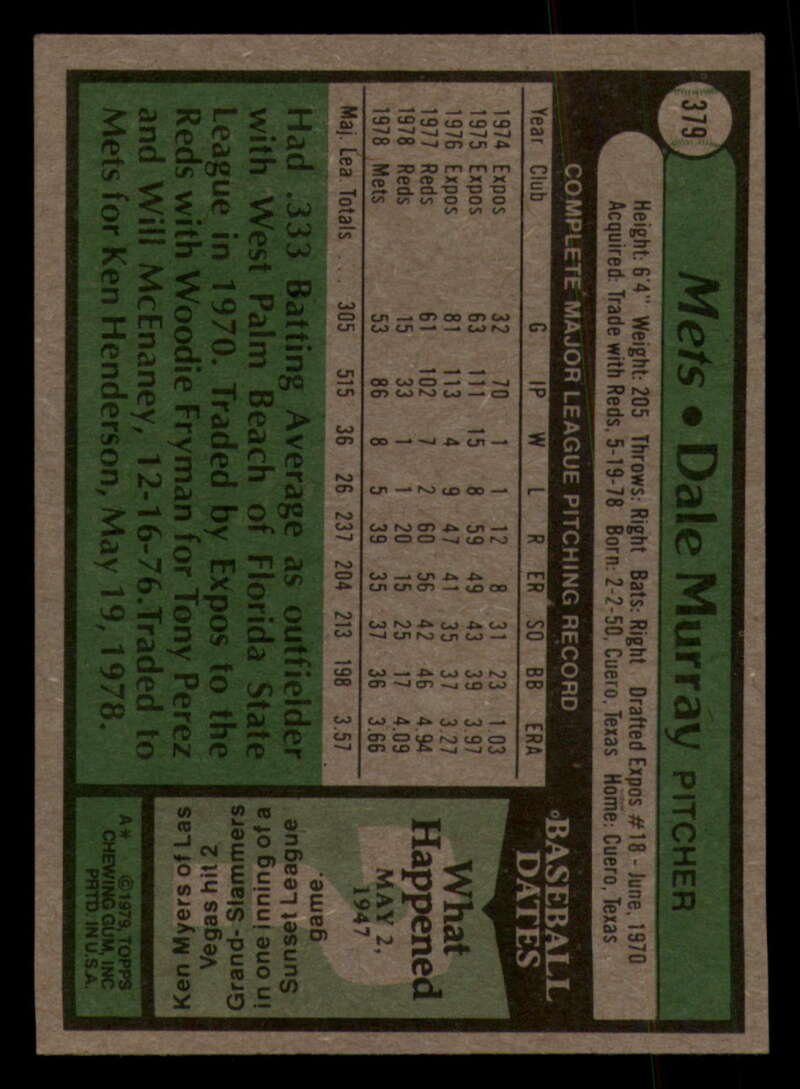 379
Mets • Dale Murray PITCHER
Height: 6'4" Weight: 205 Throws: Right Bats: Right Drafted Expos #18 - June, 1970
Acquired: Trade with Reds, 5-19-78 Born: 2-2-50, Cuero, Texas Home: Cuero, Texas
COMPLETE MAJOR LEAGUE PITCHING RECORD
Year Club G IP W L R ER SO BB ERA
1974 Expos 32 70 1 1 12 8 31 23 1.03
1975 Expos 63 111 15 8 59 49 43 39 3.97
1976 Expos 81 113 4 9 47 41 35 37 3.27
1977 Reds 61 102 7 2 60 56 42 46 4.94
1978 Reds 15 33 1 1 20 15 25 17 4.09
1978 Mets 53 86 8 5 39 35 37 36 3.66
Maj. Lea Totals ... 305 515 36 26 237 204 213 198 3.57
Had .333 Batting Average as outfielder
with West Palm Beach of Florida State
League in 1970. Traded by Expos to the
Reds with Woodie Fryman for Tony Perez
and Will McEnaney, 12-16-76.Traded to
Mets for Ken Henderson, May 19, 1978.
BASEBALL
DATES
What
Happened
MAY 2,
1947
Ken Myers of Las
Vegas hit 2
Grand-Slammers
in one inning of a
Sunset League
game.
A* ©1979, TOPPS
CHEWING GUM, INC
PRTD. IN U.S.A.